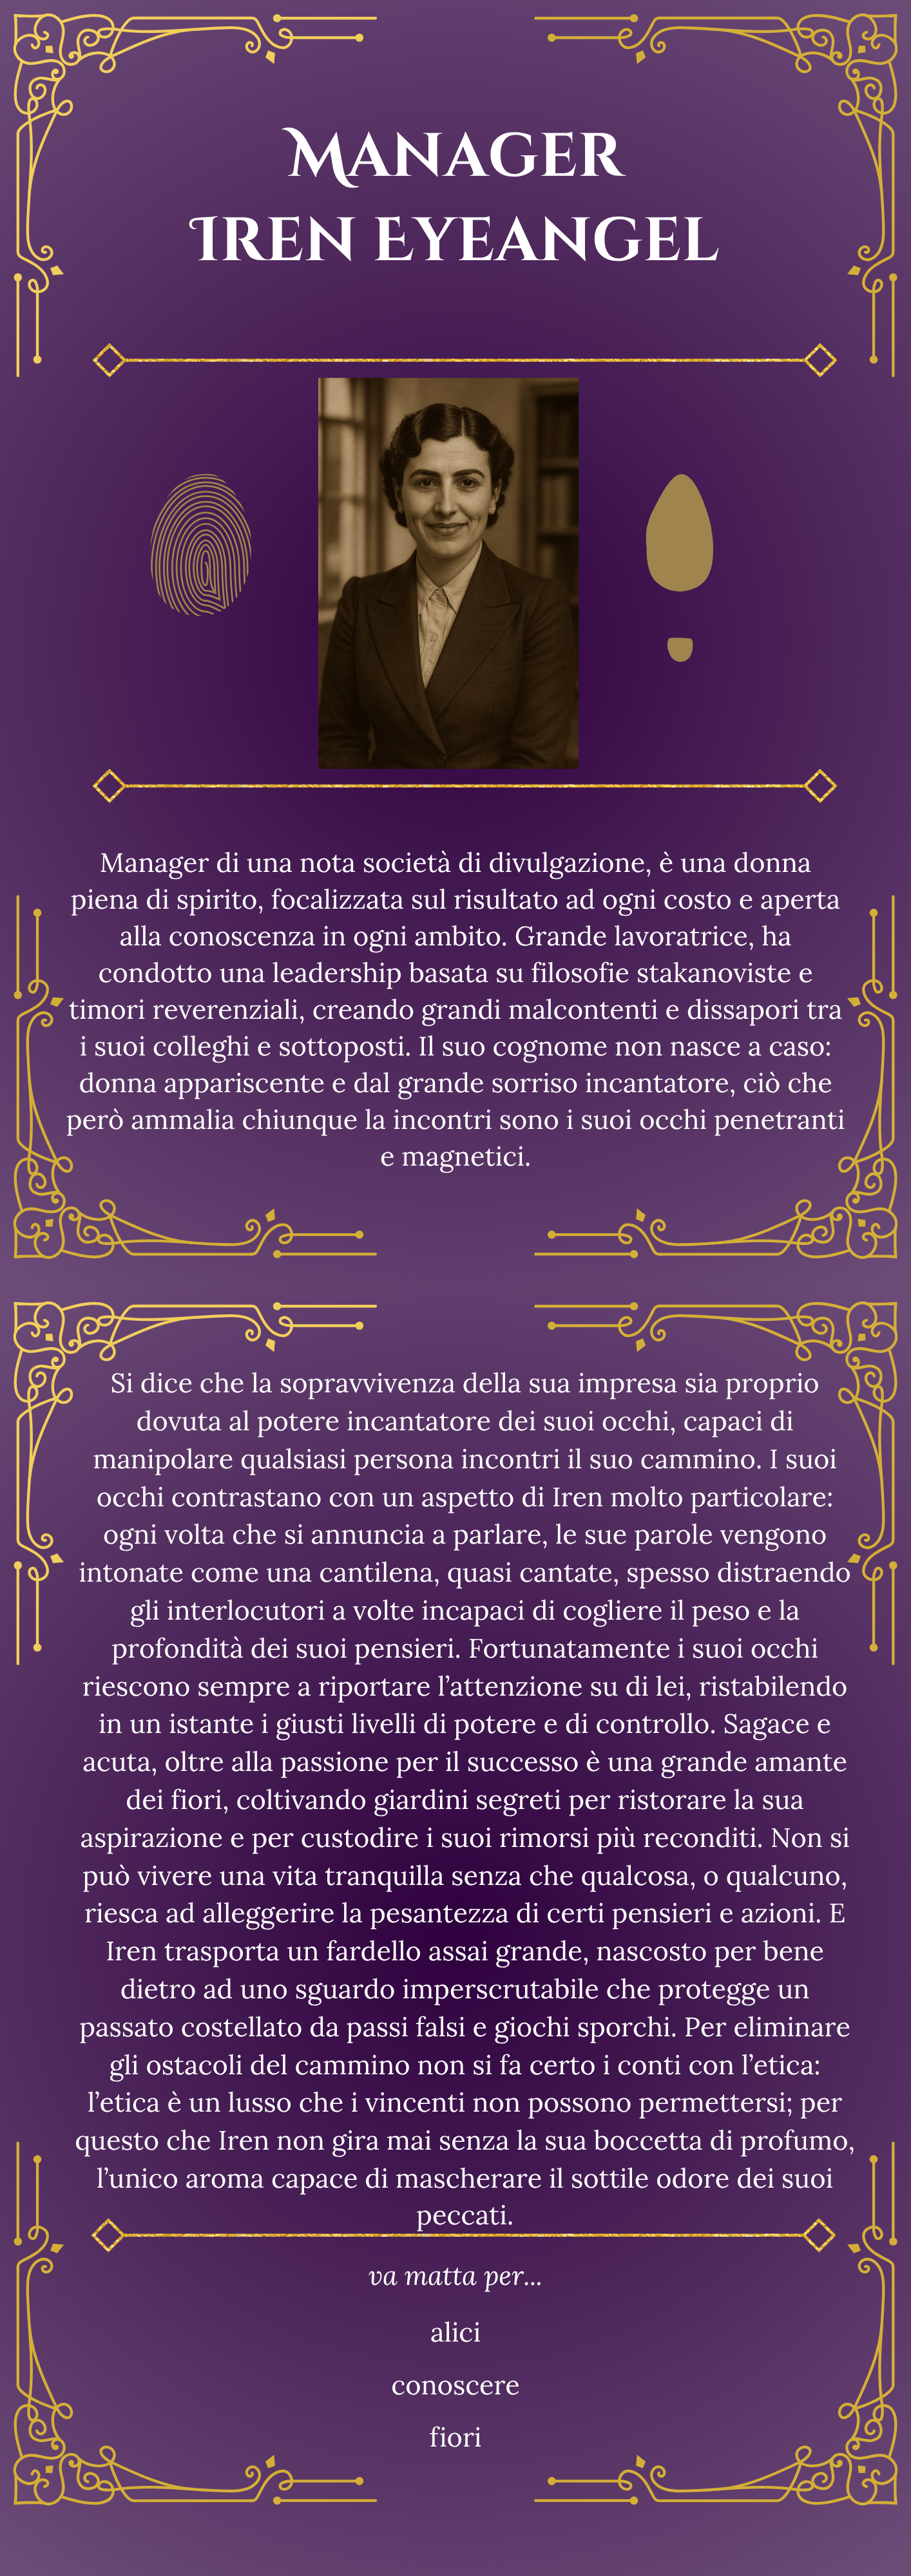 Manager
Iren Eyeangel
Manager di una nota società di divulgazione, è una donna
piena di spirito, focalizzata sul risultato ad ogni costo e aperta
alla conoscenza in ogni ambito. Grande lavoratrice, ha
condotto una leadership basata su filosofie stakanoviste e
timori reverenziali, creando grandi malcontenti e dissapori tra
i suoi colleghi e sottoposti. Il suo cognome non nasce a caso:
donna appariscente e dal grande sorriso incantatore, ciò che
però ammalia chiunque la incontri sono i suoi occhi penetranti
e magnetici.
Si dice che la sopravvivenza della sua impresa sia proprio
dovuta al potere incantatore dei suoi occhi, capaci di
manipolare qualsiasi persona incontri il suo cammino. I suoi
occhi contrastano con un aspetto di Iren molto particolare:
ogni volta che si annuncia a parlare, le sue parole vengono
intonate come una cantilena, quasi cantate, spesso distraendo
gli interlocutori a volte incapaci di cogliere il peso e la
profondità dei suoi pensieri. Fortunatamente i suoi occhi
riescono sempre a riportare l’attenzione su di lei, ristabilendo
in un istante i giusti livelli di potere e di controllo. Sagace e
acuta, oltre alla passione per il successo è una grande amante
dei fiori, coltivando giardini segreti per ristorare la sua
aspirazione e per custodire i suoi rimorsi più reconditi. Non si
può vivere una vita tranquilla senza che qualcosa, o qualcuno,
riesca ad alleggerire la pesantezza di certi pensieri e azioni. E
Iren trasporta un fardello assai grande, nascosto per bene
dietro ad uno sguardo imperscrutabile che protegge un
passato costellato da passi falsi e giochi sporchi. Per eliminare
gli ostacoli del cammino non si fa certo i conti con l’etica:
l’etica è un lusso che i vincenti non possono permettersi; per
questo che Iren non gira mai senza la sua boccetta di profumo,
l’unico aroma capace di mascherare il sottile odore dei suoi
peccati.
va matta per...
alici
conoscere
fiori